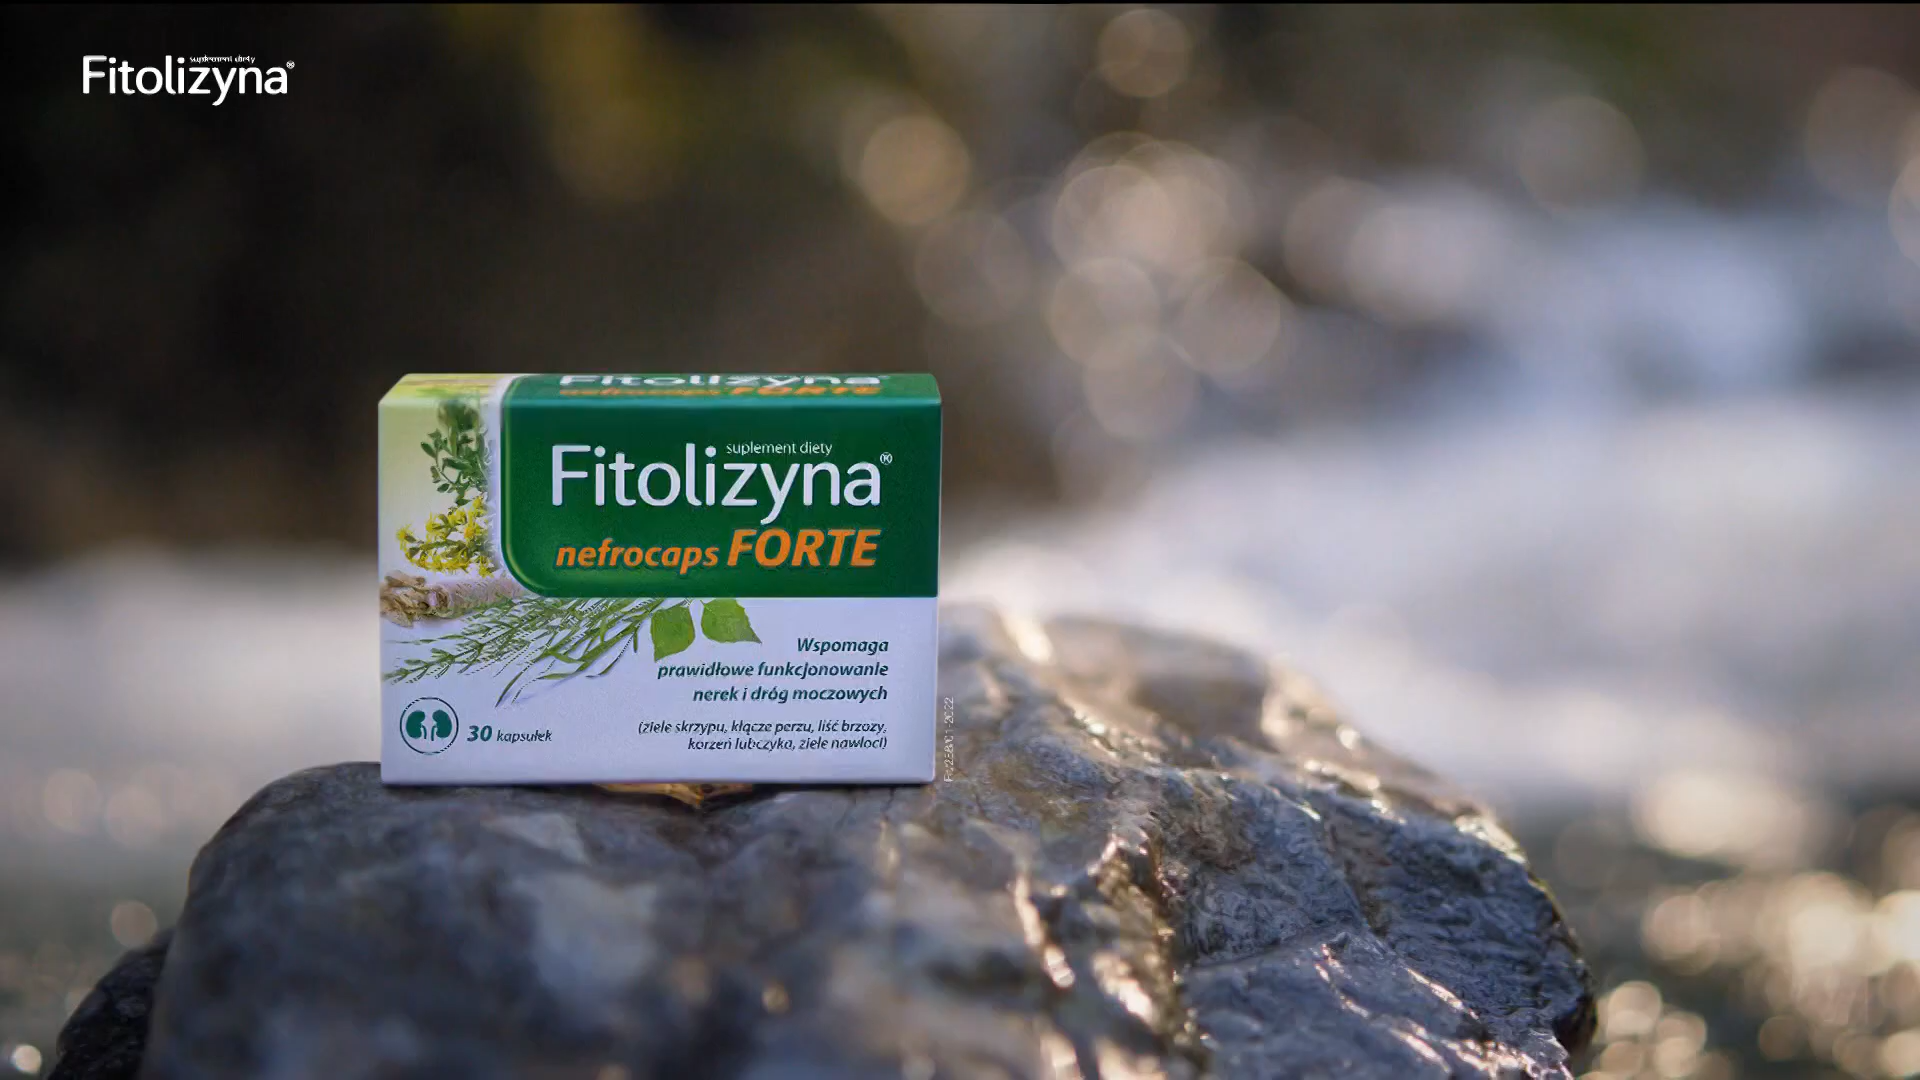 suplement diety
Fitolizyna®
Fitolizyna®
nefrocaps FORTE
suplement diety
Fitolizyna®
nefrocaps FORTE
Wspomaga
prawidłowe funkcjonowanie
nerek i dróg moczowych
30 kapsułek
(ziele skrzypu, kłącze perzu, liść brzozy,
korzeń lubczyka, ziele nawłoci)